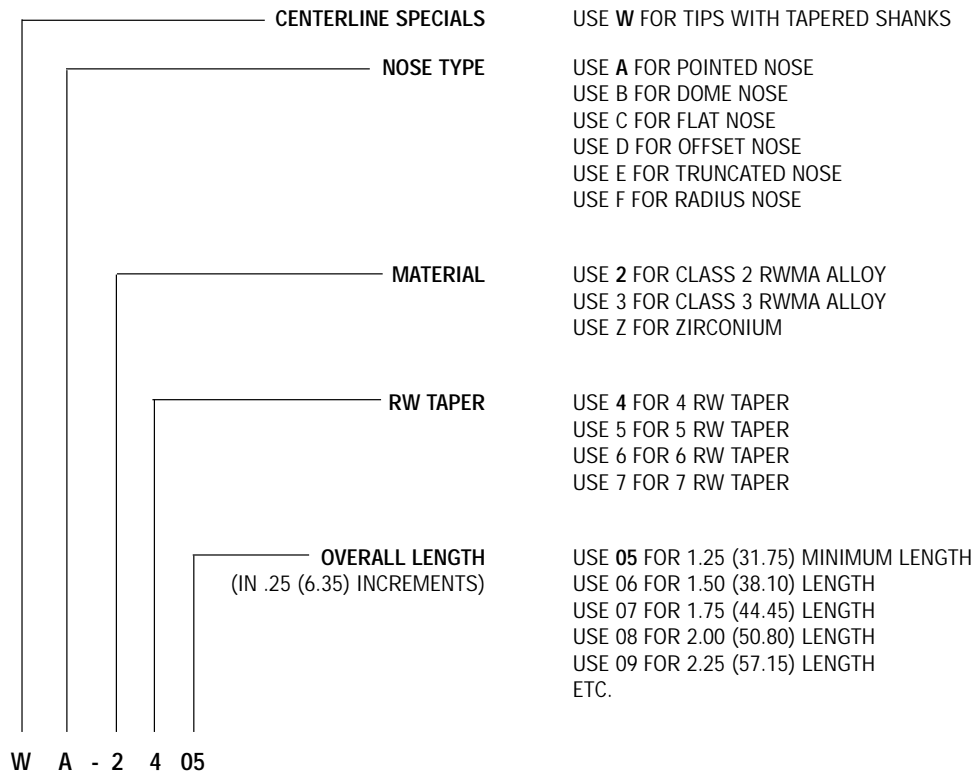 CENTERLINE SPECIALS USE W FOR TIPS WITH TAPERED SHANKS
NOSE TYPE USE A FOR POINTED NOSE
USE B FOR DOME NOSE
USE C FOR FLAT NOSE
USE D FOR OFFSET NOSE
USE E FOR TRUNCATED NOSE
USE F FOR RADIUS NOSE
MATERIAL USE 2 FOR CLASS 2 RWMA ALLOY
USE 3 FOR CLASS 3 RWMA ALLOY
USE Z FOR ZIRCONIUM
RW TAPER USE 4 FOR 4 RW TAPER
USE 5 FOR 5 RW TAPER
USE 6 FOR 6 RW TAPER
USE 7 FOR 7 RW TAPER
OVERALL LENGTH USE 05 FOR 1.25 (31.75) MINIMUM LENGTH
(IN .25 (6.35) INCREMENTS) USE 06 FOR 1.50 (38.10) LENGTH
USE 07 FOR 1.75 (44.45) LENGTH
USE 08 FOR 2.00 (50.80) LENGTH
USE 09 FOR 2.25 (57.15) LENGTH
ETC.
W A - 2 4 05